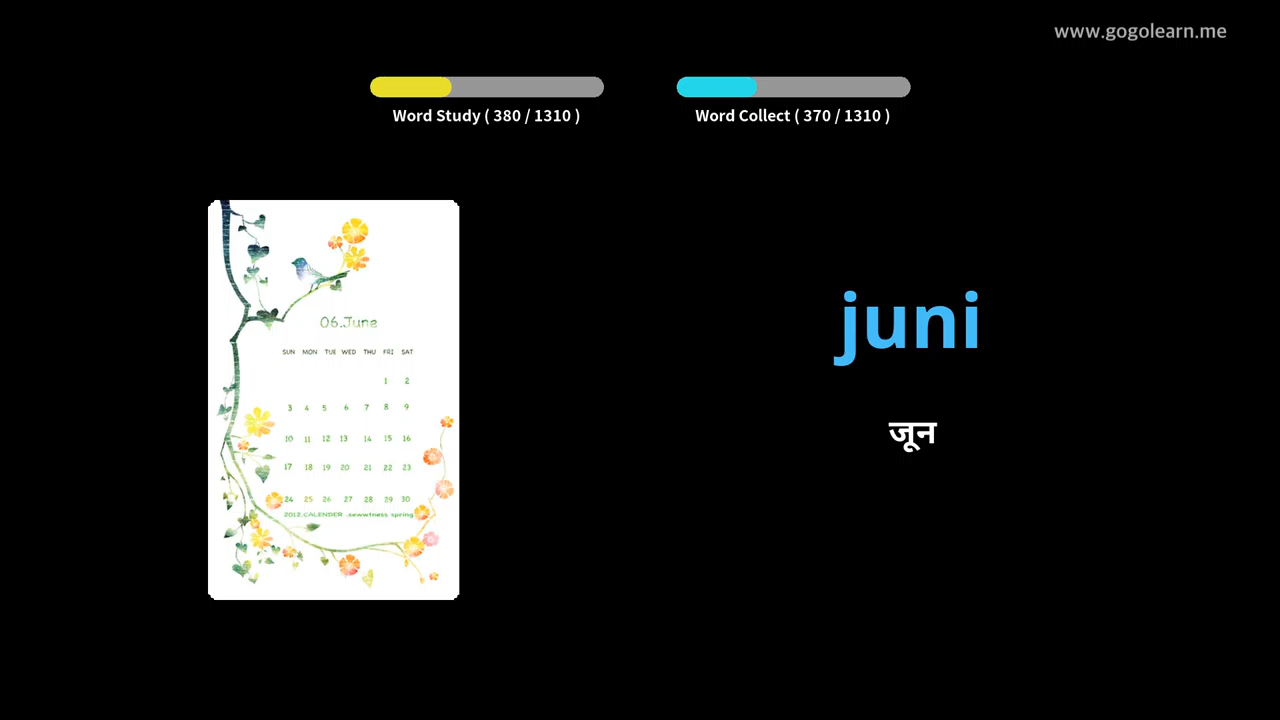 www.gogolearn.me
Word Study ( 380 / 1310 )
Word Collect ( 370 / 1310 )
06.June
SUN MON TUE WED THU FRI SAT
1 2
3 4 5 6 7 8 9
10 11 12 13 14 15 16
17 18 19 20 21 22 23
24 25 26 27 28 29 30
2012.CALENDER .sewwtness spring
juni
जून